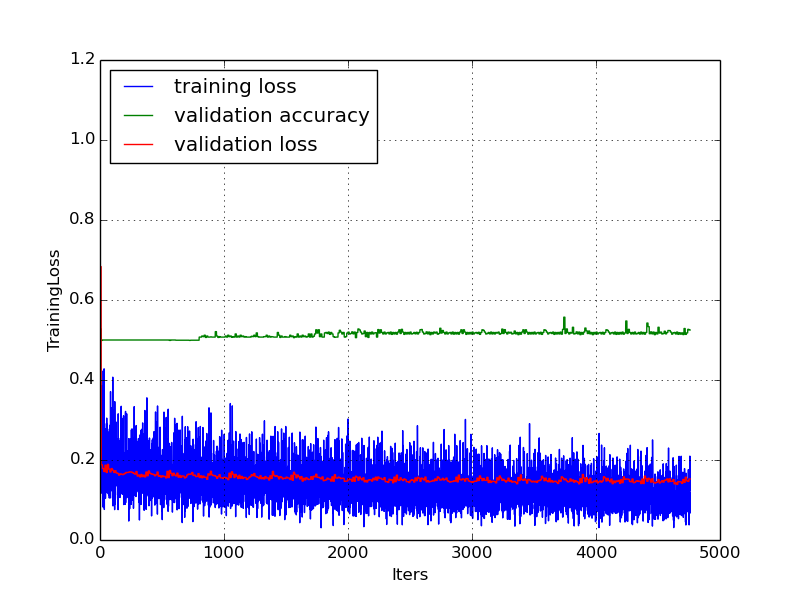 1.2
1.0
0.8
0.6
0.4
0.2
0.0
TrainingLoss
training loss
validation accuracy
validation loss
0
1000
2000
3000
4000
5000
Iters